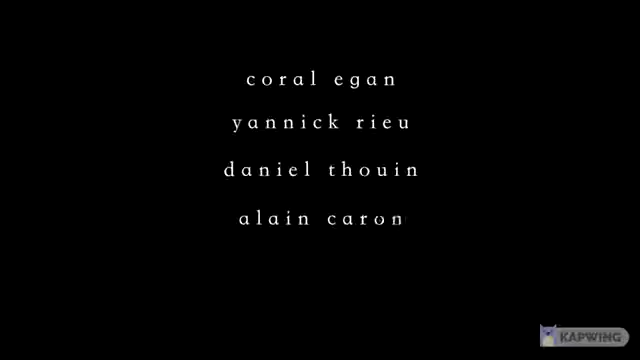 coral egan
yannick rieu
daniel thouin
alain caron
KAPWING